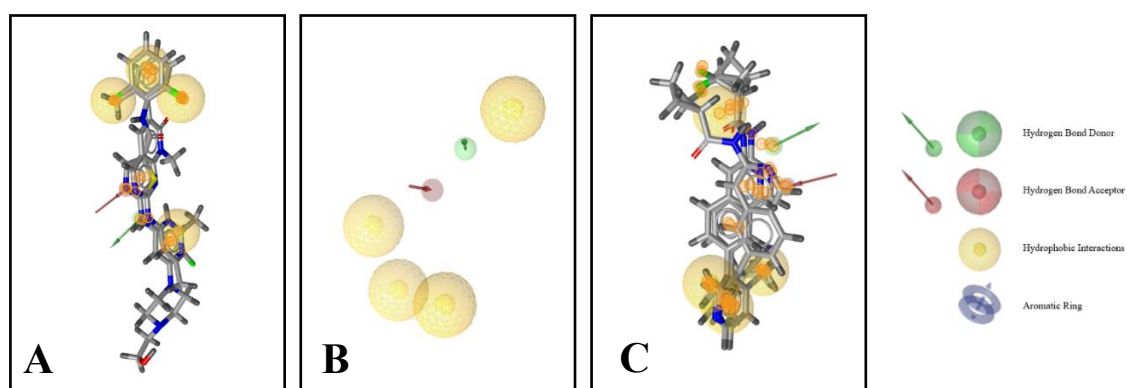 A
B
C
Hydrogen Bond Donor
Hydrogen Bond Acceptor
Hydrophobic Interactions
Aromatic Ring